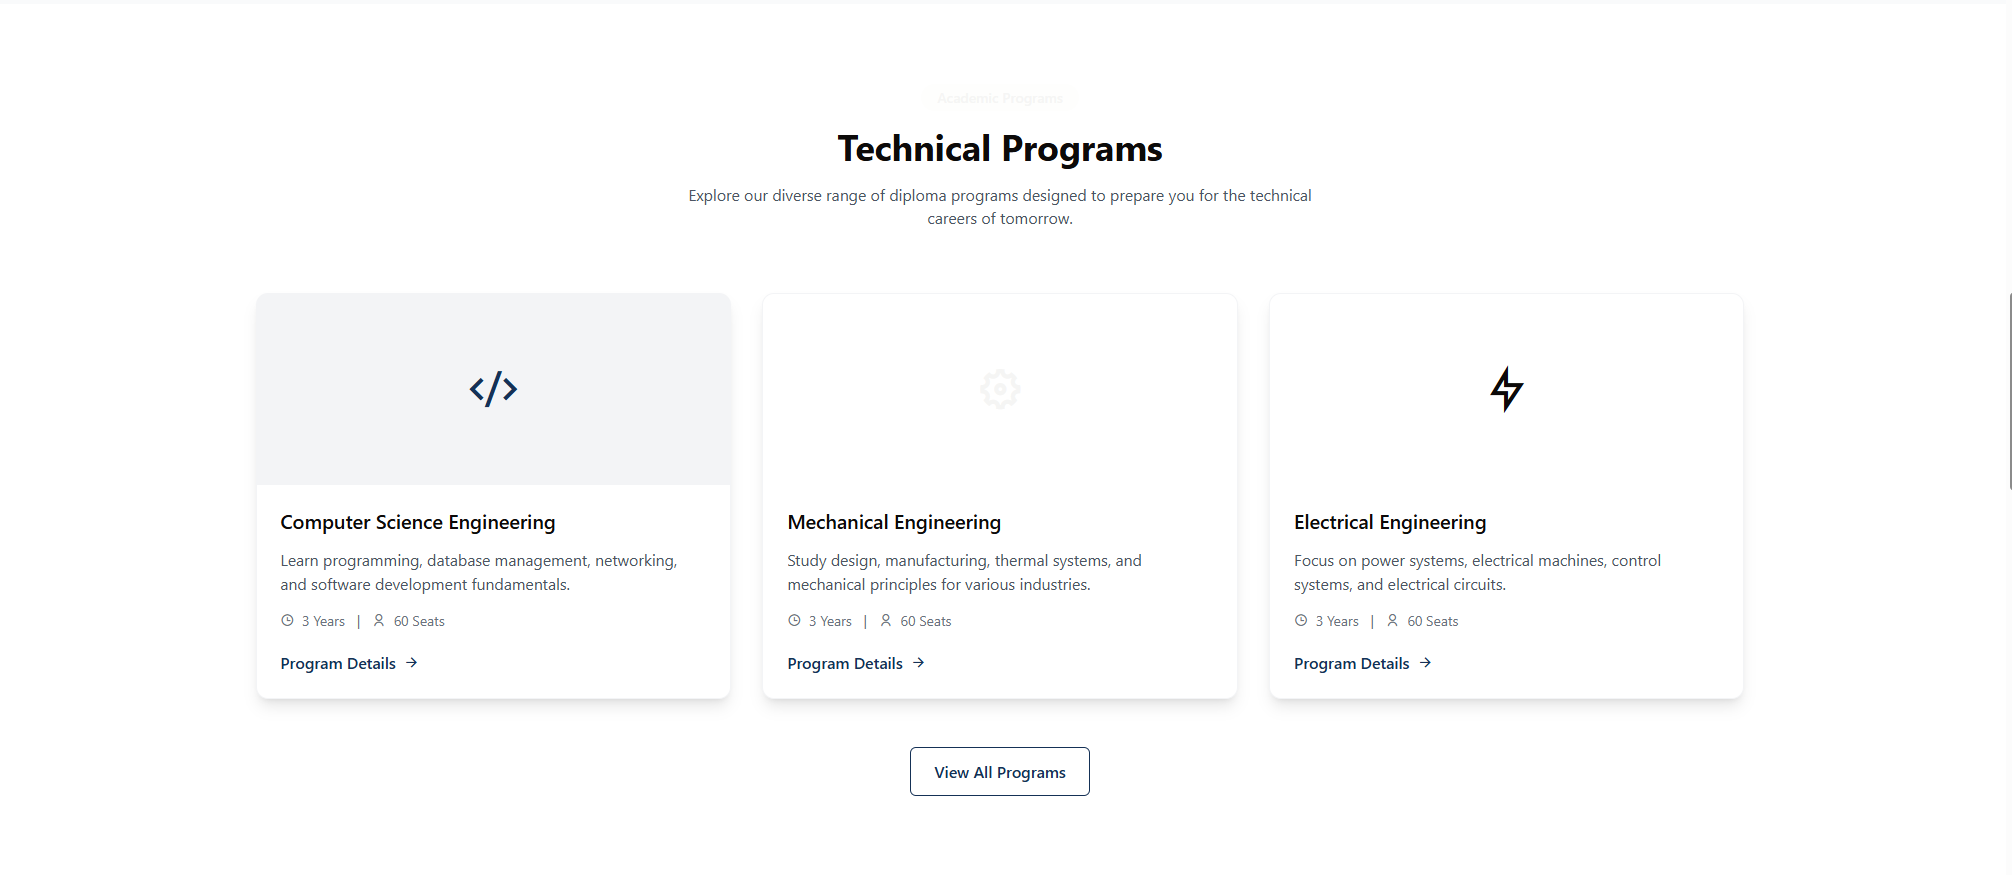 Academic Programs
Technical Programs
Explore our diverse range of diploma programs designed to prepare you for the technical
careers of tomorrow.
Computer Science Engineering
Learn programming, database management, networking,
and software development fundamentals.
3 Years | 60 Seats
Program Details
Mechanical Engineering
Study design, manufacturing, thermal systems, and
mechanical principles for various industries.
3 Years | 60 Seats
Program Details
Electrical Engineering
Focus on power systems, electrical machines, control
systems, and electrical circuits.
3 Years | 60 Seats
Program Details
View All Programs